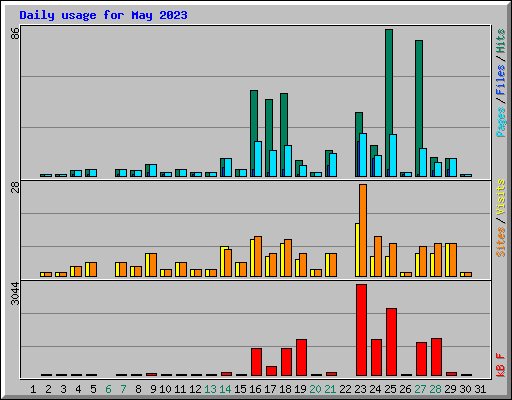 Daily usage for May 2023
86
Pages / Files / Hits
28
Sites / Visits
3044
kB F
1 2 3 4 5 6 7 8 9 10 11 12 13 14 15 16 17 18 19 20 21 22 23 24 25 26 27 28 29 30 31